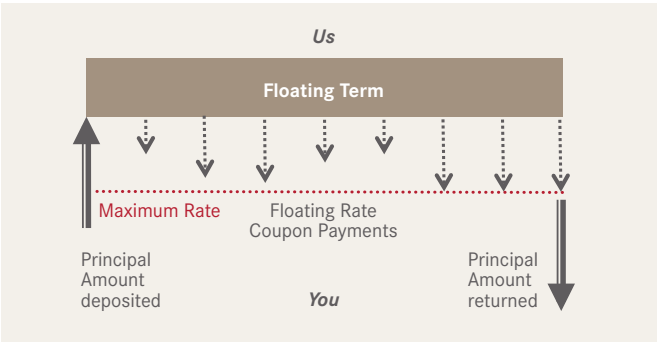 Us
Floating Term
Maximum Rate
Floating Rate
Coupon Payments
Principal
Amount
deposited
Principal
Amount
returned
You